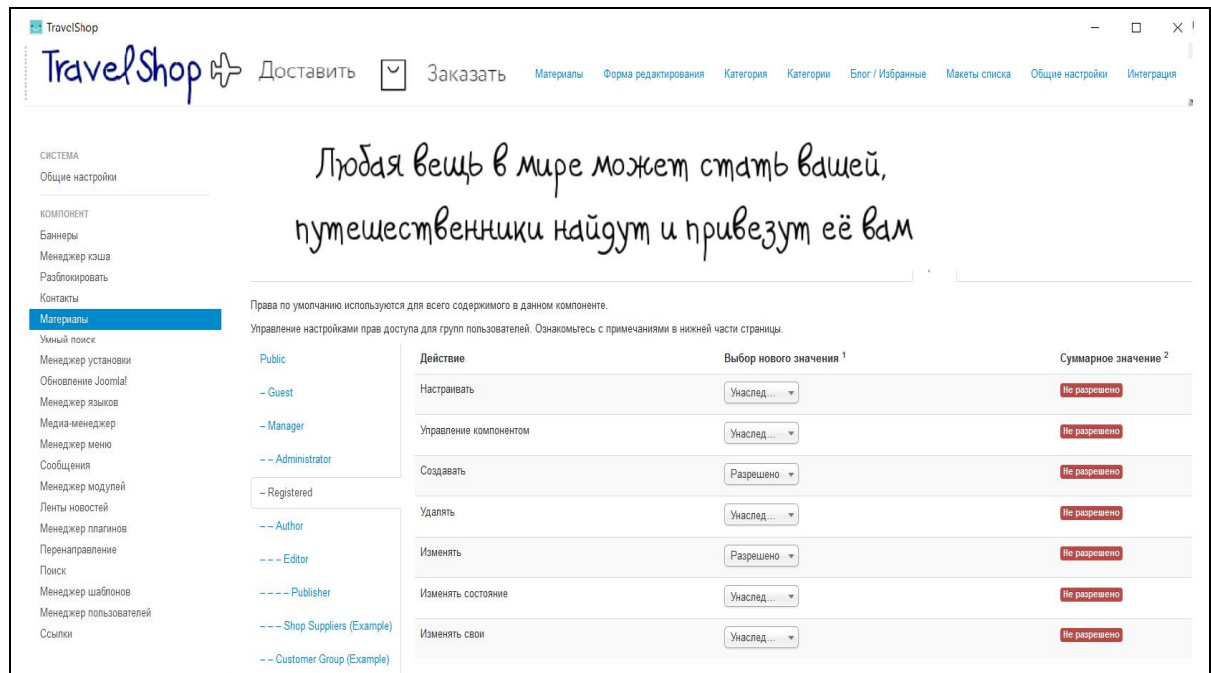 TravelShop
TravelShop Доставить Заказать Материалы Форма редактирования Категория Категории Блог / Избранные Макеты списка Общие настройки Интеграция
Любая вещь в мире может стать вашей,
путешественники найдут и привезут её вам
СИСТЕМА
Общие настройки
КОМПОНЕНТ
Баннеры
Менеджер кэша
Разблокировать
Контакты
Материалы
Умный поиск
Менеджер установки
Обновление Joomla!
Менеджер языков
Медиа-менеджер
Менеджер меню
Сообщения
Менеджер модулей
Ленты новостей
Менеджер плагинов
Перенаправление
Поиск
Менеджер шаблонов
Менеджер пользователей
Ссылки
Права по умолчанию используются для всего содержимого в данном компоненте.
Управление настройками прав доступа для групп пользователей. Ознакомьтесь с примечаниями в нижней части страницы.
Public
– Guest
– Manager
– – Administrator
– Registered
– – Author
– – – Editor
– – – – Publisher
– – – Shop Suppliers (Example)
– – Customer Group (Example)
Действие Выбор нового значения 1 Суммарное значение 2
Настраивать Унаслед... Не разрешено
Управление компонентом Унаслед... Не разрешено
Создавать Разрешено Не разрешено
Удалять Унаслед... Не разрешено
Изменять Разрешено Не разрешено
Изменять состояние Унаслед... Не разрешено
Изменять свои Унаслед... Не разрешено